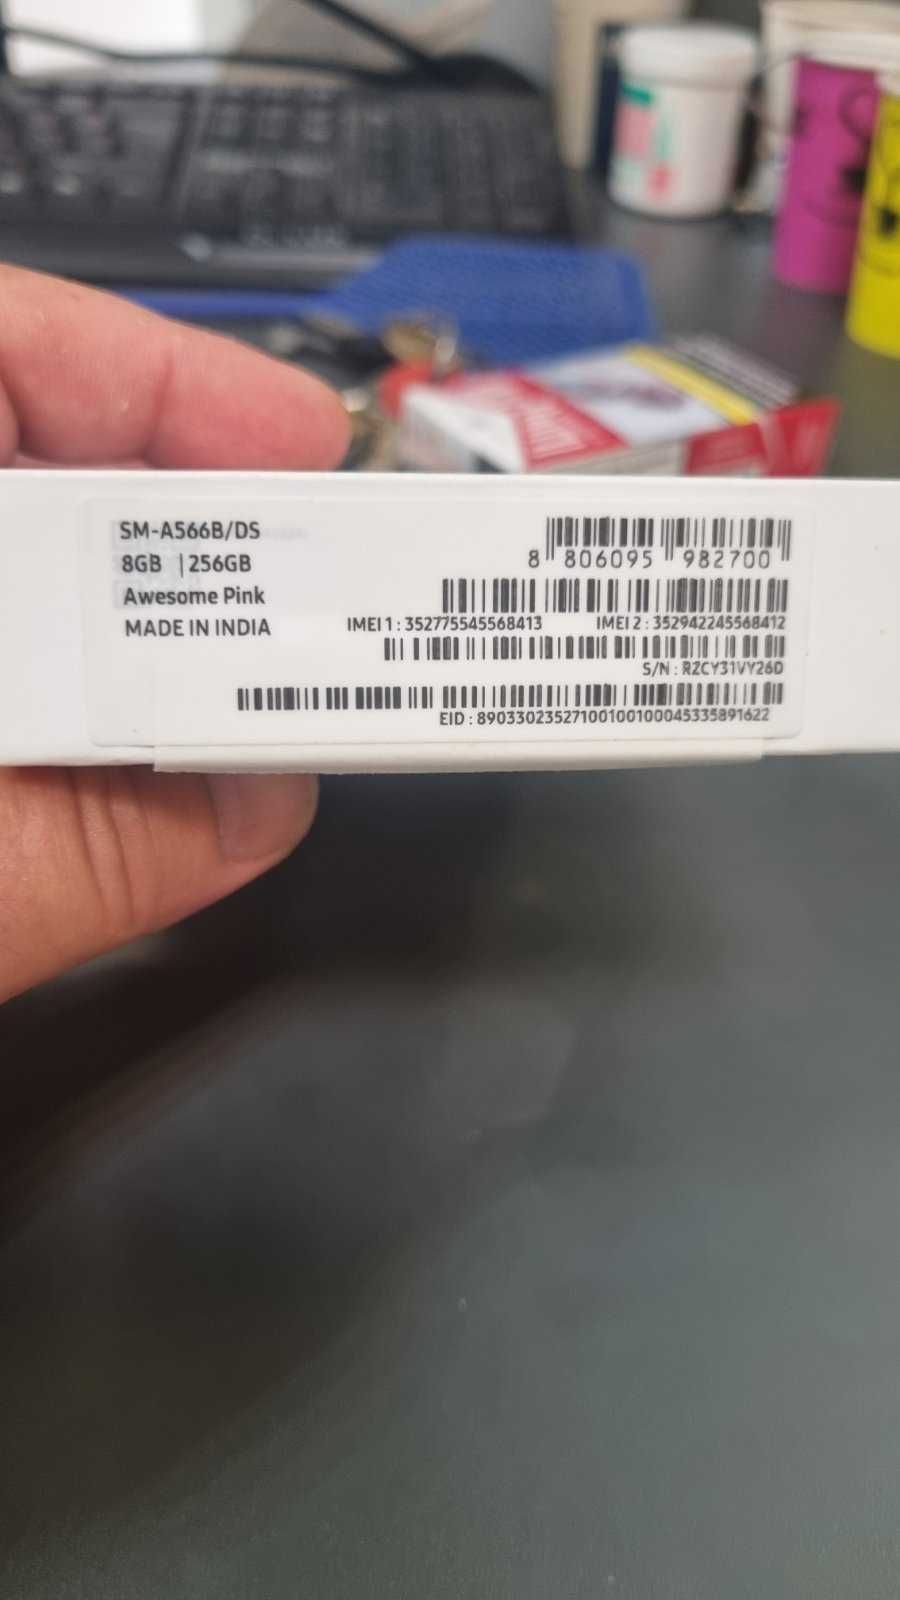 SM-A566B/DS
8GB | 256GB
Awesome Pink
MADE IN INDIA
8 806095 982700
IMEI 1 : 352775545568413 IMEI 2 : 352942245568412
S/N : RZCY31VY26D
EID : 89033023527100100100045335891622